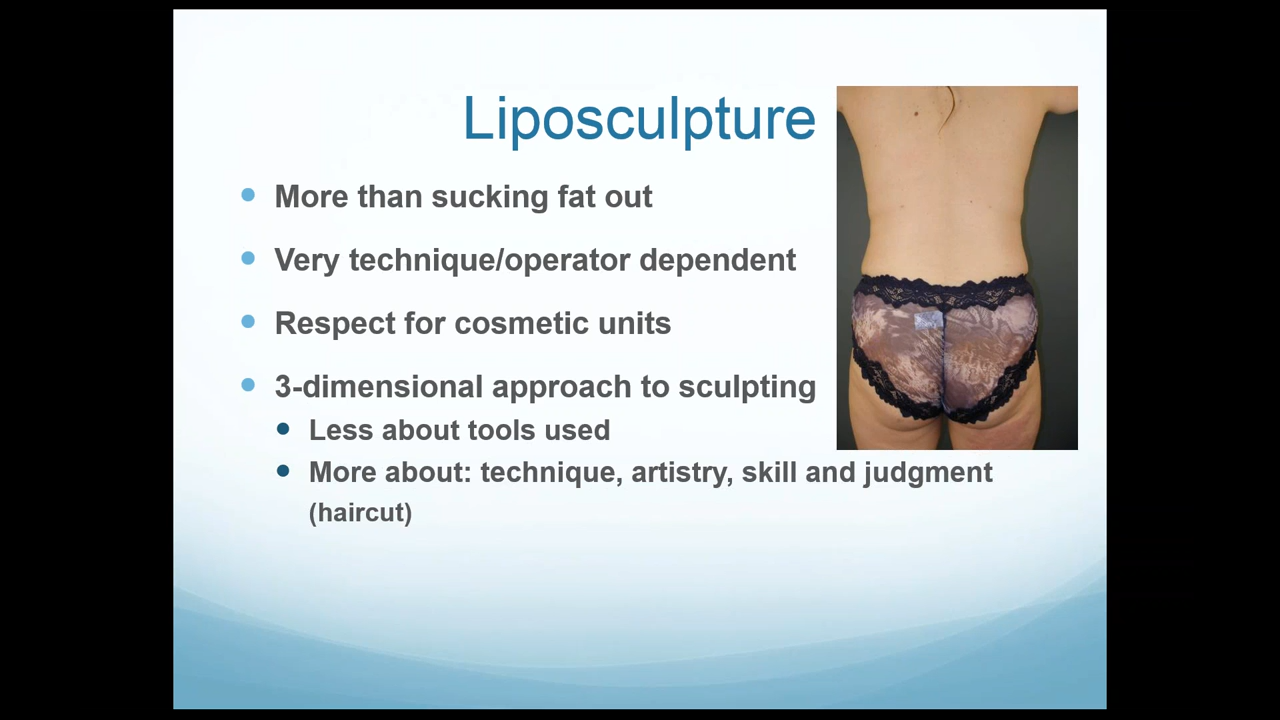 Liposculpture
More than sucking fat out
Very technique/operator dependent
Respect for cosmetic units
3-dimensional approach to sculpting
Less about tools used
More about: technique, artistry, skill and judgment
(haircut)